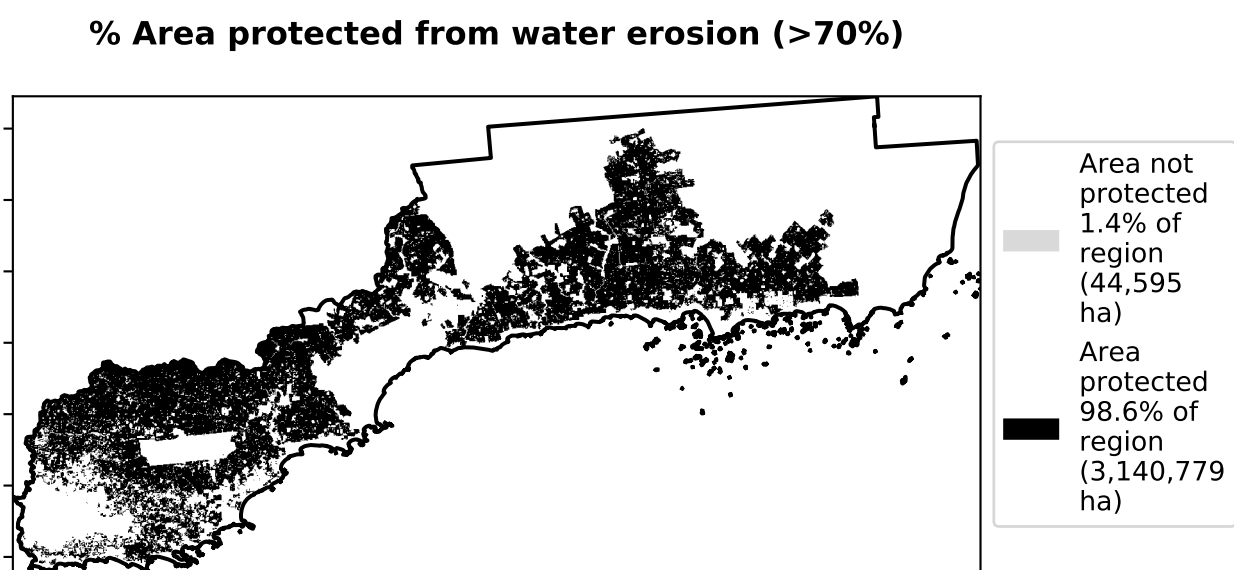 % Area protected from water erosion (>70%)
Area not
protected
1.4% of
region
(44,595
ha)
Area
protected
98.6% of
region
(3,140,779
ha)